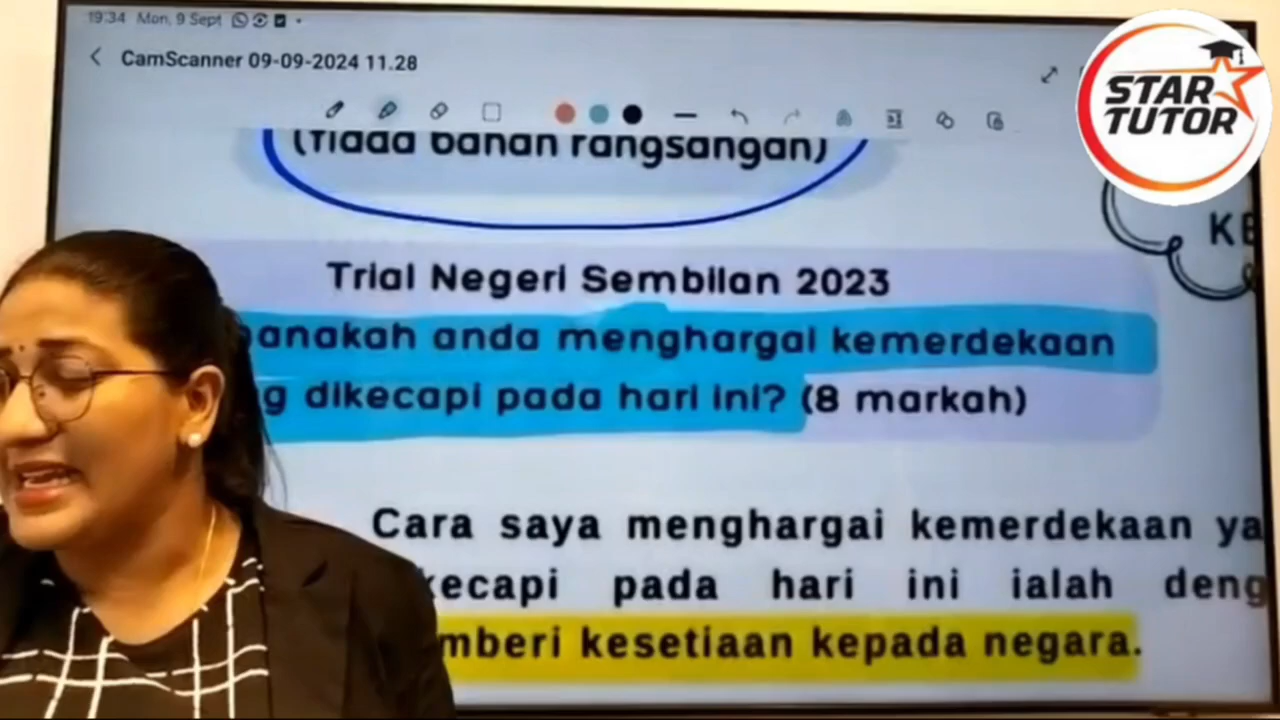 19:34 Mon, 9 Sept
CamScanner 09-09-2024 11.28
STAR
TUTOR
(Tiada bahan rangsangan)
KE
Trial Negeri Sembilan 2023
anakah anda menghargai kemerdekaan
g dikecapi pada hari ini? (8 markah)
Cara saya menghargai kemerdekaan ya
kecapi pada hari ini ialah deng
mberi kesetiaan kepada negara.